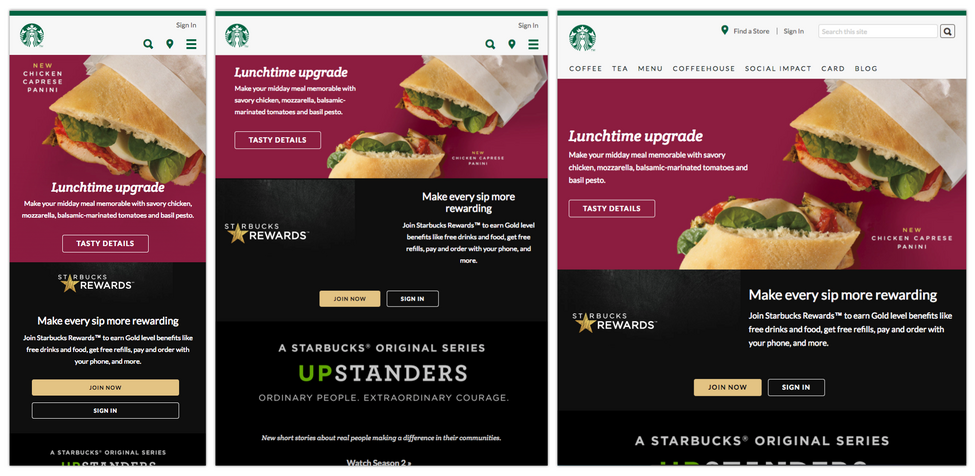 Sign In
NEW
CHICKEN
CAPRESE
PANINI
Lunchtime upgrade
Make your midday meal memorable with savory chicken,
mozzarella, balsamic-marinated tomatoes and basil pesto.
TASTY DETAILS
STARBUCKS
REWARDS™
Make every sip more rewarding
Join Starbucks Rewards™ to earn Gold level benefits like
free drinks and food, get free refills, pay and order with
your phone, and more.
JOIN NOW
SIGN IN
A STARBUCKS® ORIGINAL SERIES
UPSTANDERS
Sign In
Lunchtime upgrade
Make your midday meal memorable with
savory chicken, mozzarella, balsamic-
marinated tomatoes and basil pesto.
TASTY DETAILS
NEW
CHICKEN CAPRESE
PANINI
STARBUCKS
REWARDS™
Make every sip more
rewarding
Join Starbucks Rewards™ to earn Gold level
benefits like free drinks and food, get free
refills, pay and order with your phone, and
more.
JOIN NOW
SIGN IN
A STARBUCKS® ORIGINAL SERIES
UPSTANDERS
ORDINARY PEOPLE. EXTRAORDINARY COURAGE.
New short stories about real people making a difference in their communities.
Watch Season 2 »
Find a Store | Sign In
Search this site
COFFEE TEA MENU COFFEEHOUSE SOCIAL IMPACT CARD BLOG
Lunchtime upgrade
Make your midday meal memorable with savory
chicken, mozzarella, balsamic-marinated tomatoes and
basil pesto.
TASTY DETAILS
NEW
CHICKEN CAPRESE
PANINI
STARBUCKS
REWARDS™
Make every sip more rewarding
Join Starbucks Rewards™ to earn Gold level benefits like
free drinks and food, get free refills, pay and order with
your phone, and more.
JOIN NOW
SIGN IN
A STARBUCKS® ORIGINAL SERIES
UPSTANDERS